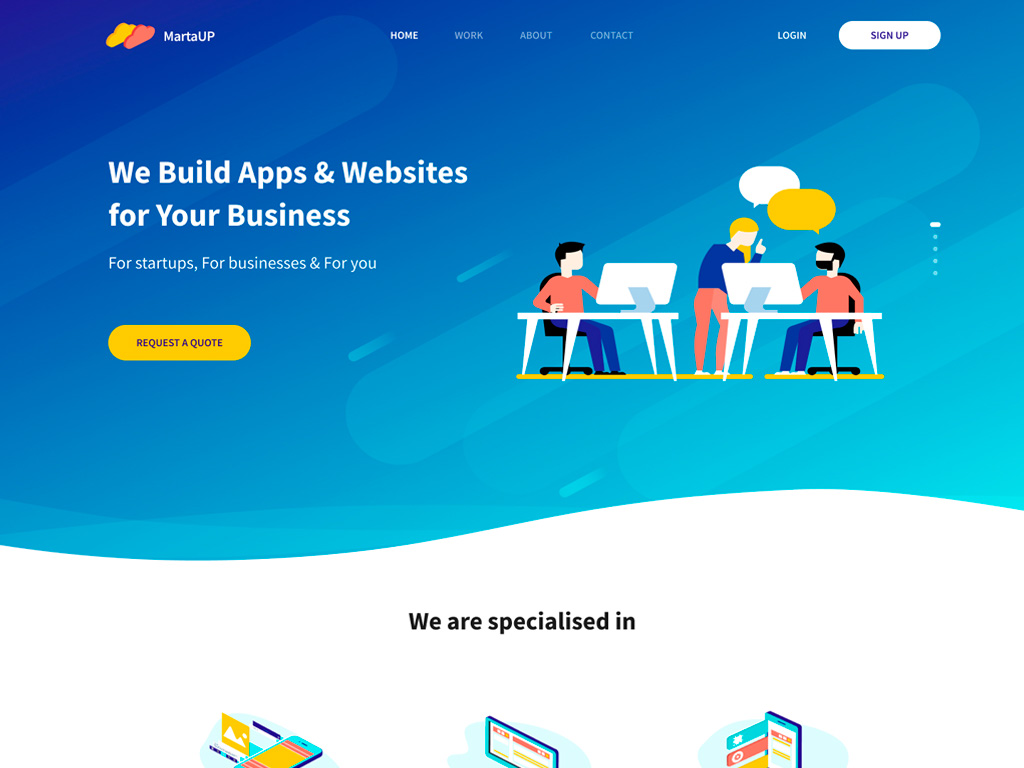 MartaUP
HOME WORK ABOUT CONTACT LOGIN SIGN UP
We Build Apps & Websites
for Your Business
For startups, For businesses & For you
REQUEST A QUOTE
We are specialised in